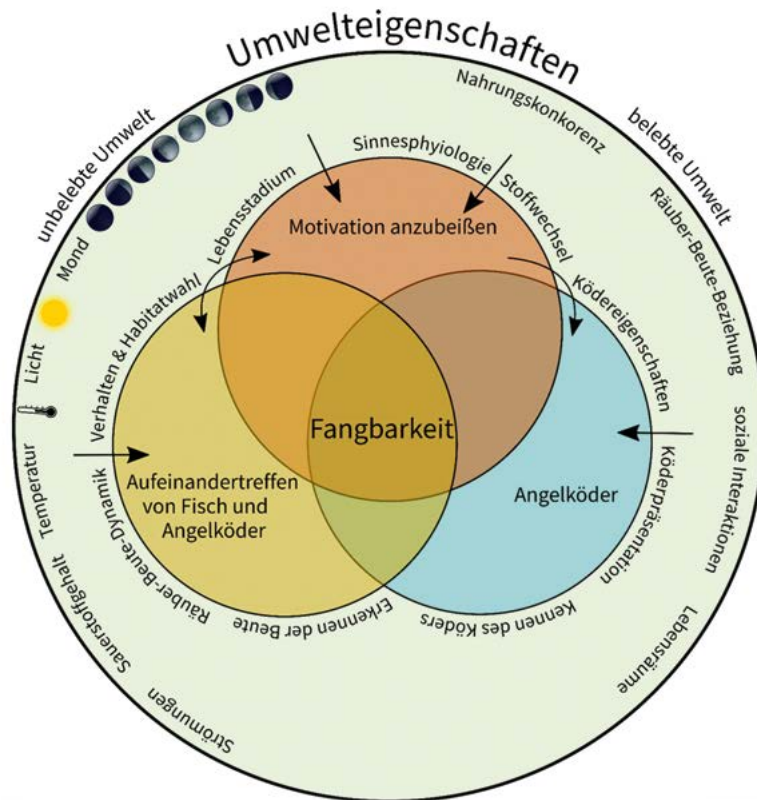 Umwelteigenschaften
unbelebte Umwelt
belebte Umwelt
Mond
Licht
Temperatur
Sauerstoffgehalt
Strömungen
Nahrungskonkorenz
Räuber-Beute-Beziehung
soziale Interaktionen
Lebensräume
Lebensstadium
Sinnesphyiologie
Stoffwechsel
Motivation anzubeißen
Verhalten & Habitatwahl
Räuber-Beute-Dynamik
Erkennen der Beute
Aufeinandertreffen
von Fisch und
Angelköder
Fangbarkeit
Ködereigenschaften
Köderpräsentation
Kennen des Köders
Angelköder